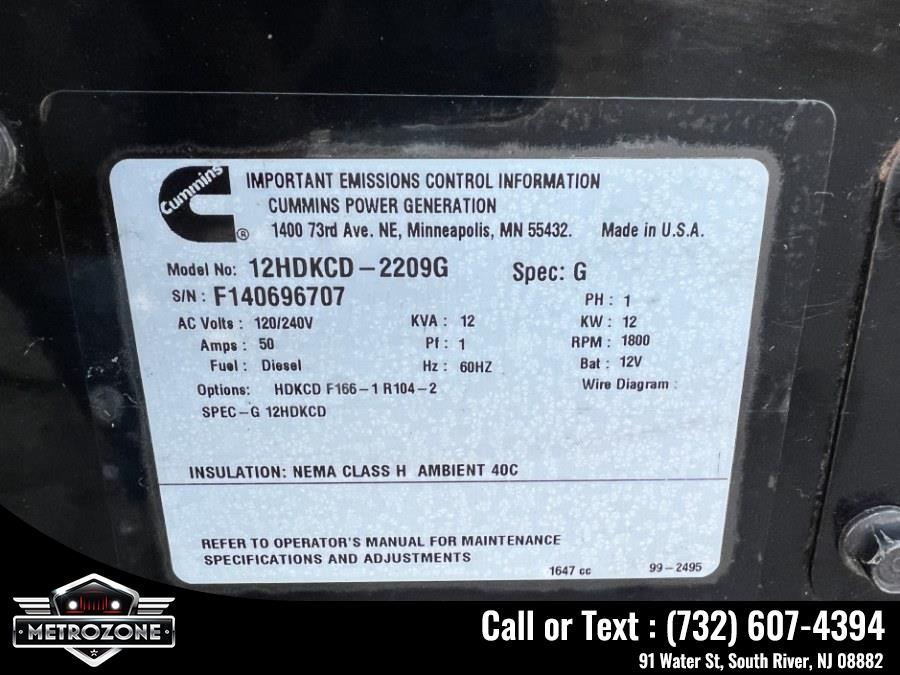 Cummins
IMPORTANT EMISSIONS CONTROL INFORMATION
CUMMINS POWER GENERATION
®
1400 73rd Ave. NE, Minneapolis, MN 55432. Made in U.S.A.
Model No: 12HDKCD-2209G Spec: G
S/N : F140696707 PH : 1
AC Volts : 120/240V KVA : 12 KW : 12
Amps : 50 Pf : 1 RPM : 1800
Fuel : Diesel Hz : 60HZ Bat : 12V
Options: HDKCD F166-1 R104-2 Wire Diagram :
SPEC-G 12HDKCD
INSULATION: NEMA CLASS H AMBIENT 40C
REFER TO OPERATOR'S MANUAL FOR MAINTENANCE
SPECIFICATIONS AND ADJUSTMENTS
1647 cc 99-2495
METROZONE
Call or Text : (732) 607-4394
91 Water St, South River, NJ 08882